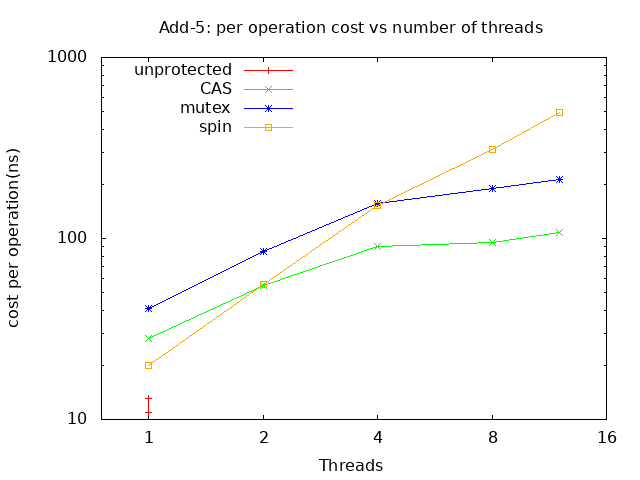 Add-5: per operation cost vs number of threads
1000
unprotected
CAS
mutex
spin
cost per operation(ns)
100
10
1 2 4 8 16
Threads